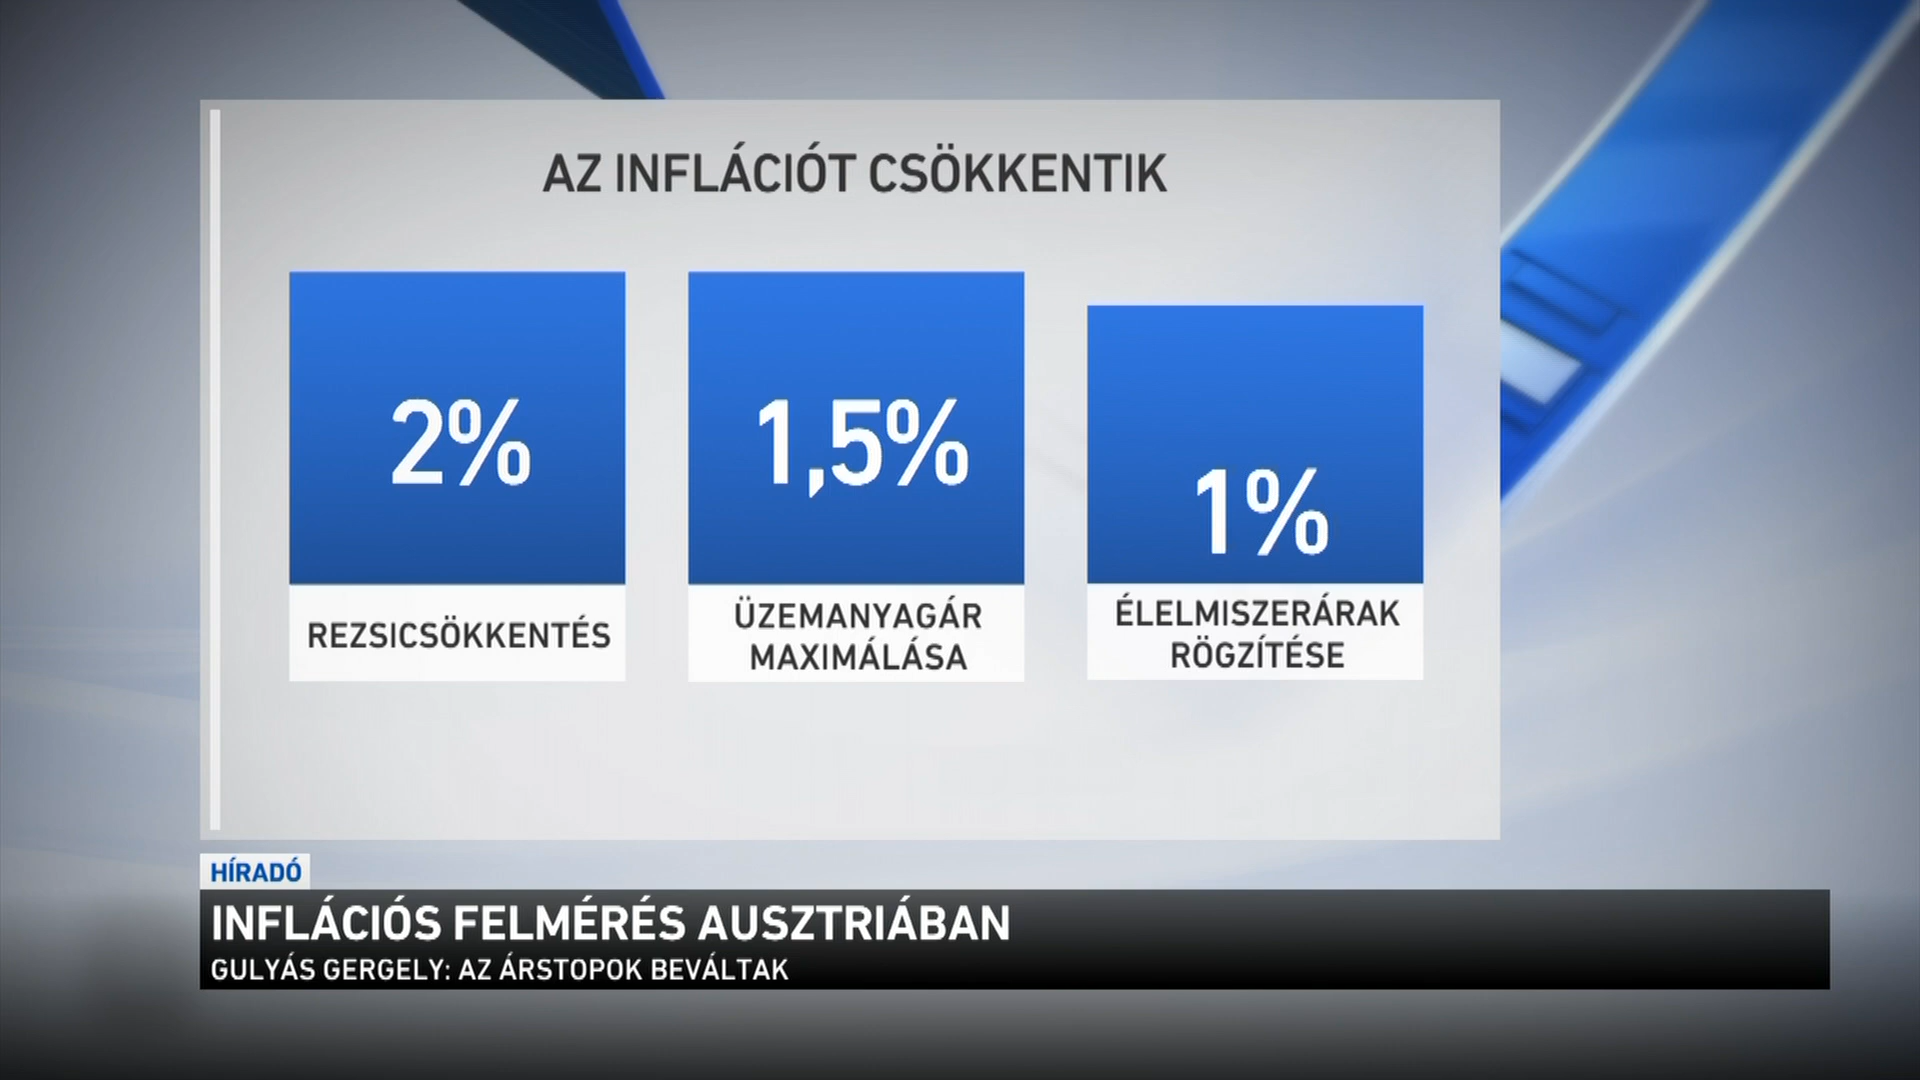 AZ INFLÁCIÓT CSÖKKENTIK
2%
REZSICSÖKKENTÉS
1,5%
ÜZEMANYAGÁR
MAXIMÁLÁSA
1%
ÉLELMISZERÁRAK
RÖGZÍTÉSE
HÍRADÓ
INFLÁCIÓS FELMÉRÉS AUSZTRIÁBAN
GULYÁS GERGELY: AZ ÁRSTOPOK BEVÁLTAK